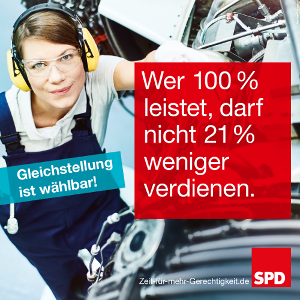 Wer 100 %
leistet, darf
nicht 21 %
weniger
verdienen.
Gleichstellung
ist wählbar!
Zeit-für-mehr-Gerechtigkeit.de
SPD